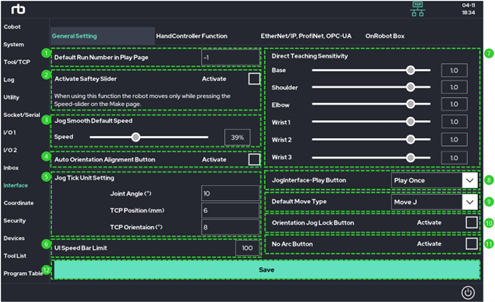 rb
04-11
18:34
Cobot
System
Tool/TCP
Log
Utility
Socket/Serial
I/O 1
I/O 2
Inbox
Interface
Coordinate
Security
Devices
Tool List
Program Table
General Setting HandController Function EtherNet/IP, ProfiNet, OPC-UA OnRobot Box
1 Default Run Number in Play Page -1
2 Activate Saftey Slider Activate
When using this function the robot moves only while pressing the
Speed-slider on the Make page.
3 Jog Smooth Default Speed
Speed 39%
4 Auto Orientation Alignment Button Activate
5 Jog Tick Unit Setting
Joint Angle (°) 10
TCP Position(mm) 6
TCP Orientaion(°) 8
6 UI Speed Bar Limit 100
7 Direct Teaching Sensitivity
Base 1.0
Shoulder 1.0
Elbow 1.0
Wrist 1 1.0
Wrist 2 1.0
Wrist 3 1.0
8 Joginterface-Play Button Play Once
9 Default Move Type Move J
10 Orientation Jog Lock Button Activate
11 No Arc Button Activate
12 Save